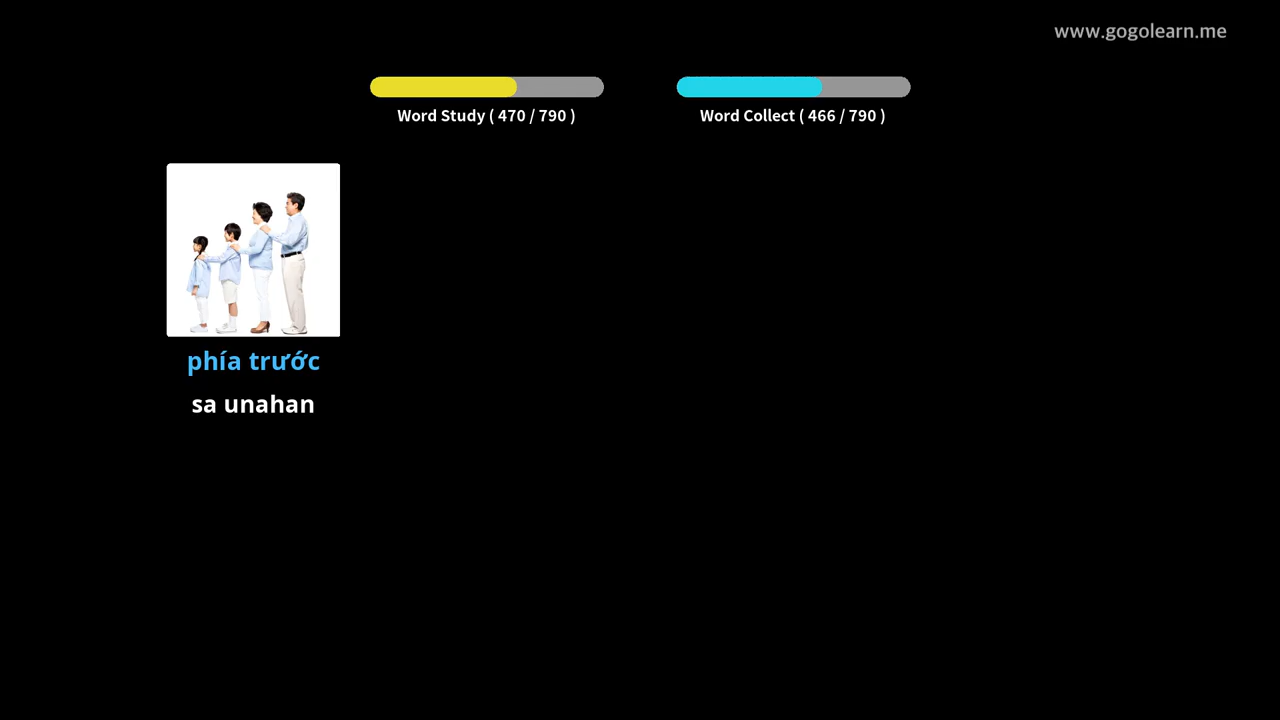 www.gogolearn.me
Word Study ( 470 / 790 )
Word Collect ( 466 / 790 )
phía trước
sa unahan